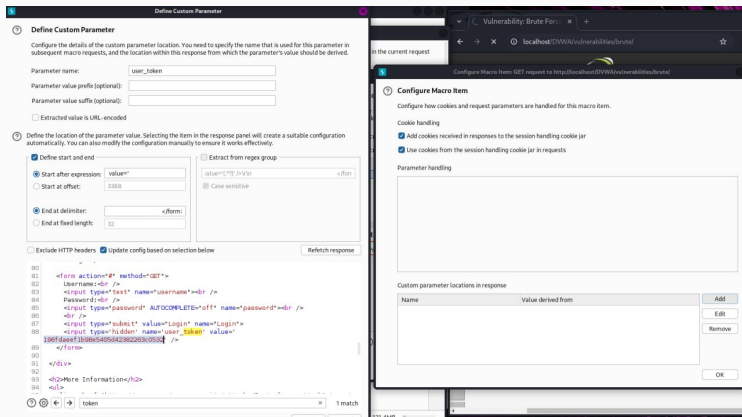 Define Custom Parameter
Define Custom Parameter
Configure the details of the custom parameter location. You need to specify the name that is used for this parameter in
subsequent macro requests, and the location within this response from which the parameter's value should be derived.
Parameter name: user_token
Parameter value prefix (optional):
Parameter value suffix (optional):
Extracted value is URL-encoded
Define the location of the parameter value. Selecting the item in the response panel will create a suitable configuration
automatically. You can also modify the configuration manually to ensure it works effectively.
Define start and end
Extract from regex group
Start after expression: value='
value='(.*?)' />\r\n </forr
Start at offset: 3368
Case sensitive
End at delimiter: </form:
End at fixed length: 32
Exclude HTTP headers
Update config based on selection below
Refetch response
80
81 <form action="#" method="GET">
82 Username:<br />
83 <input type="text" name="username"><br />
84 Password:<br />
85 <input type="password" AUTOCOMPLETE="off" name="password"><br />
86 <br />
87 <input type="submit" value="Login" name="Login">
88 <input type='hidden' name='user_token' value='
' />
89 </form>
90
91 </div>
92
93 <h2>More Information</h2>
94 <ul>
token
1 match
in the current request
Vulnerability: Brute Forc
localhost/DVWA/vulnerabilities/brute/
Configure Macro Item: GET request to http://localhost/DVWA/vulnerabilities/brute/
Configure Macro Item
Configure how cookies and request parameters are handled for this macro item.
Cookie handling
Add cookies received in responses to the session handling cookie jar
Use cookies from the session handling cookie jar in requests
Parameter handling
Custom parameter locations in response
Name
Value derived from
Add
Edit
Remove
OK